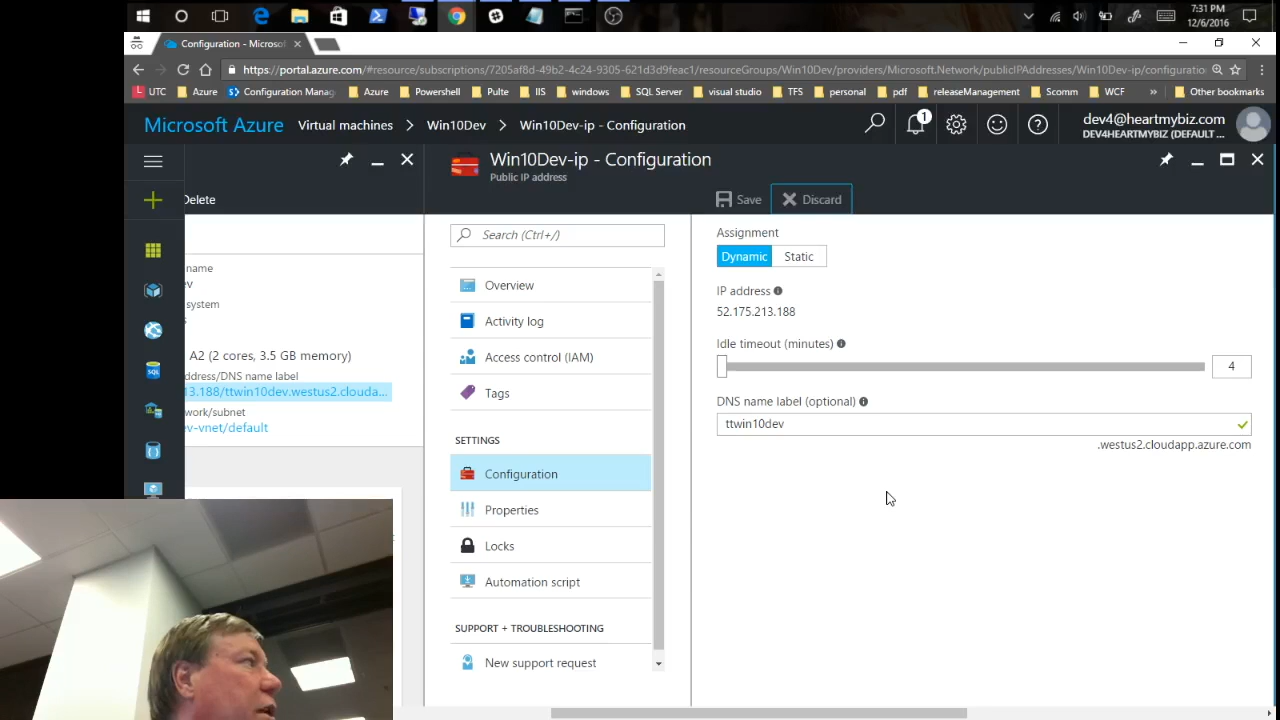 7:31 PM
12/6/2016
Configuration - Microsof
https://portal.azure.com/#resource/subscriptions/7205af8d-49b2-4c24-9305-621d3d9feac1/resourceGroups/Win10Dev/providers/Microsoft.Network/publicIPAddresses/Win10Dev-ip/configuratio
UTC Azure Configuration Manag Azure Powershell Pulte IIS windows SQL Server visual studio TFS personal pdf releaseManagement Scomm WCF » Other bookmarks
Microsoft Azure Virtual machines > Win10Dev > Win10Dev-ip - Configuration
1
dev4@heartmybiz.com
DEV4HEARTMYBIZ (DEFAULT ...
Win10Dev-ip - Configuration
Public IP address
Delete
Save Discard
name
ev
system
s
A2 (2 cores, 3.5 GB memory)
address/DNS name label
13.188/ttwin10dev.westus2.clouda...
work/subnet
ev-vnet/default
Search (Ctrl+/)
Overview
Activity log
Access control (IAM)
Tags
SETTINGS
Configuration
Properties
Locks
Automation script
SUPPORT + TROUBLESHOOTING
New support request
Assignment
Dynamic Static
IP address
52.175.213.188
Idle timeout (minutes)
4
DNS name label (optional)
ttwin10dev
.westus2.cloudapp.azure.com